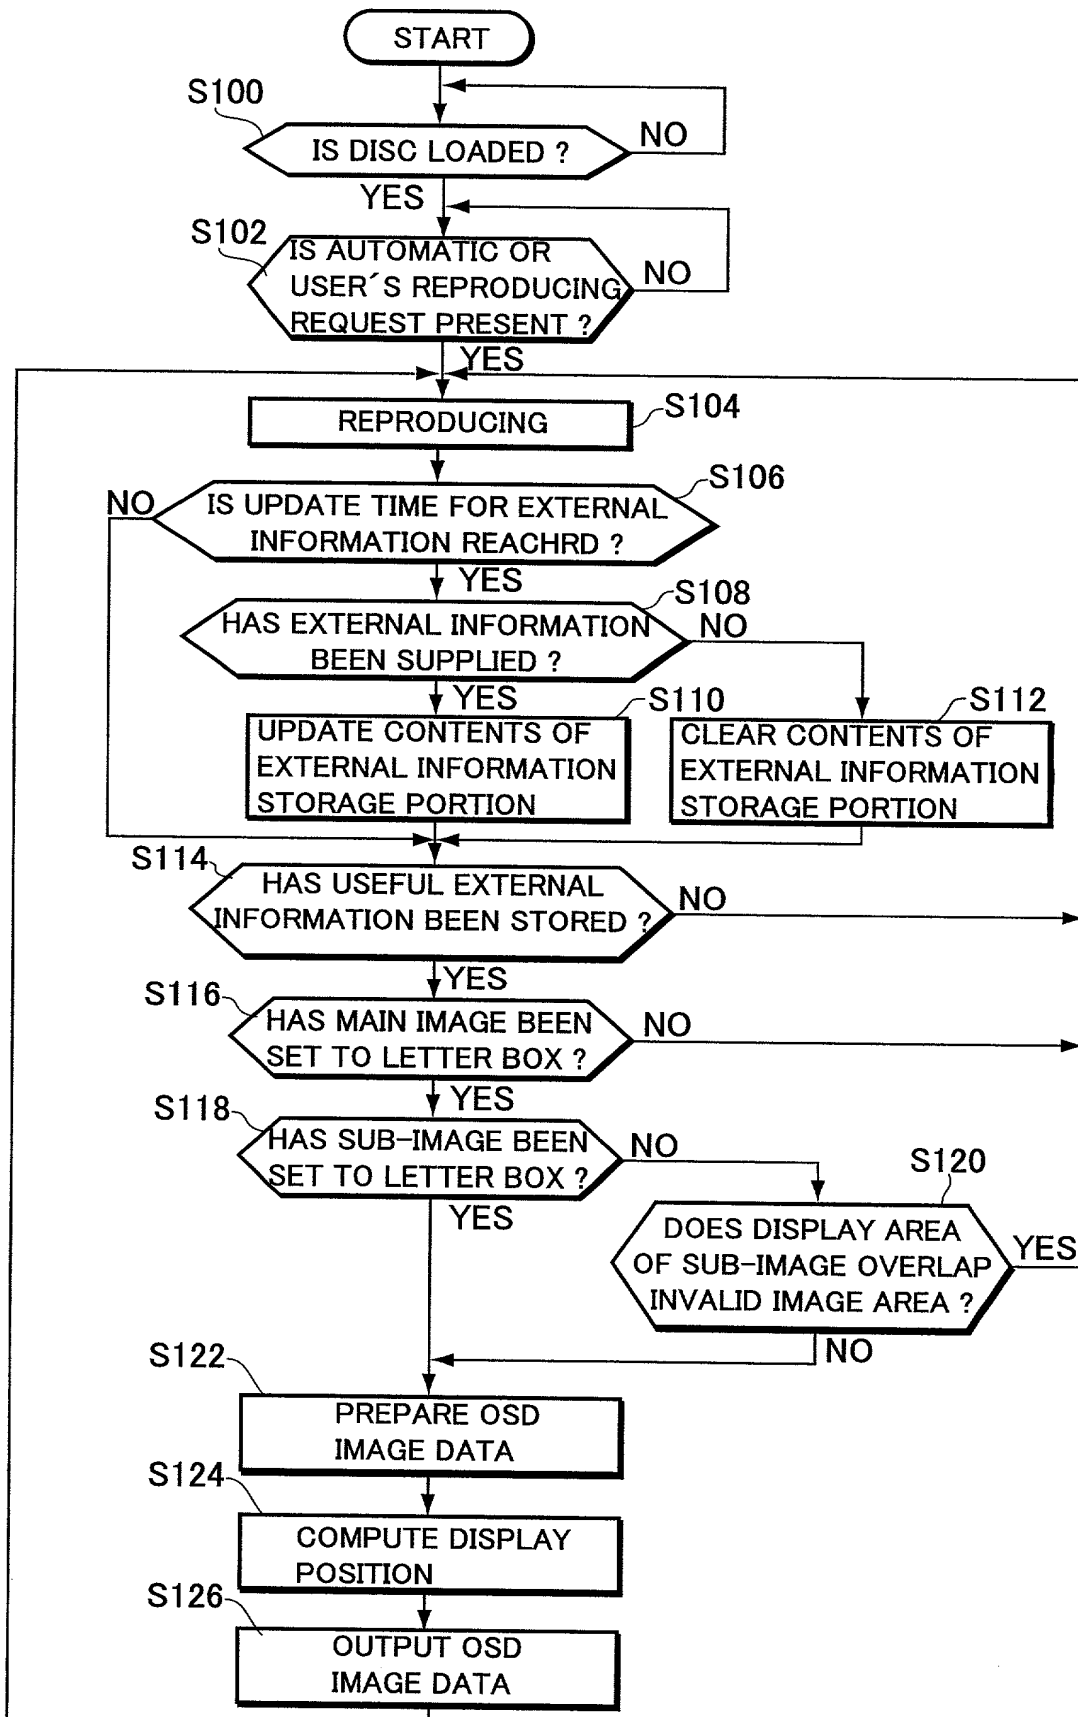 START
S100
IS DISC LOADED ?
NO
YES
S102
IS AUTOMATIC OR
USER´S REPRODUCING
REQUEST PRESENT ?
NO
YES
REPRODUCING
S104
S106
NO
IS UPDATE TIME FOR EXTERNAL
INFORMATION REACHRD ?
YES
S108
HAS EXTERNAL INFORMATION
BEEN SUPPLIED ?
NO
YES
S110
S112
UPDATE CONTENTS OF
EXTERNAL INFORMATION
STORAGE PORTION
CLEAR CONTENTS OF
EXTERNAL INFORMATION
STORAGE PORTION
S114
HAS USEFUL EXTERNAL
INFORMATION BEEN STORED ?
NO
YES
S116
HAS MAIN IMAGE BEEN
SET TO LETTER BOX ?
NO
YES
S118
HAS SUB-IMAGE BEEN
SET TO LETTER BOX ?
NO
YES
S120
DOES DISPLAY AREA
OF SUB-IMAGE OVERLAP
INVALID IMAGE AREA ?
YES
NO
S122
PREPARE OSD
IMAGE DATA
S124
COMPUTE DISPLAY
POSITION
S126
OUTPUT OSD
IMAGE DATA